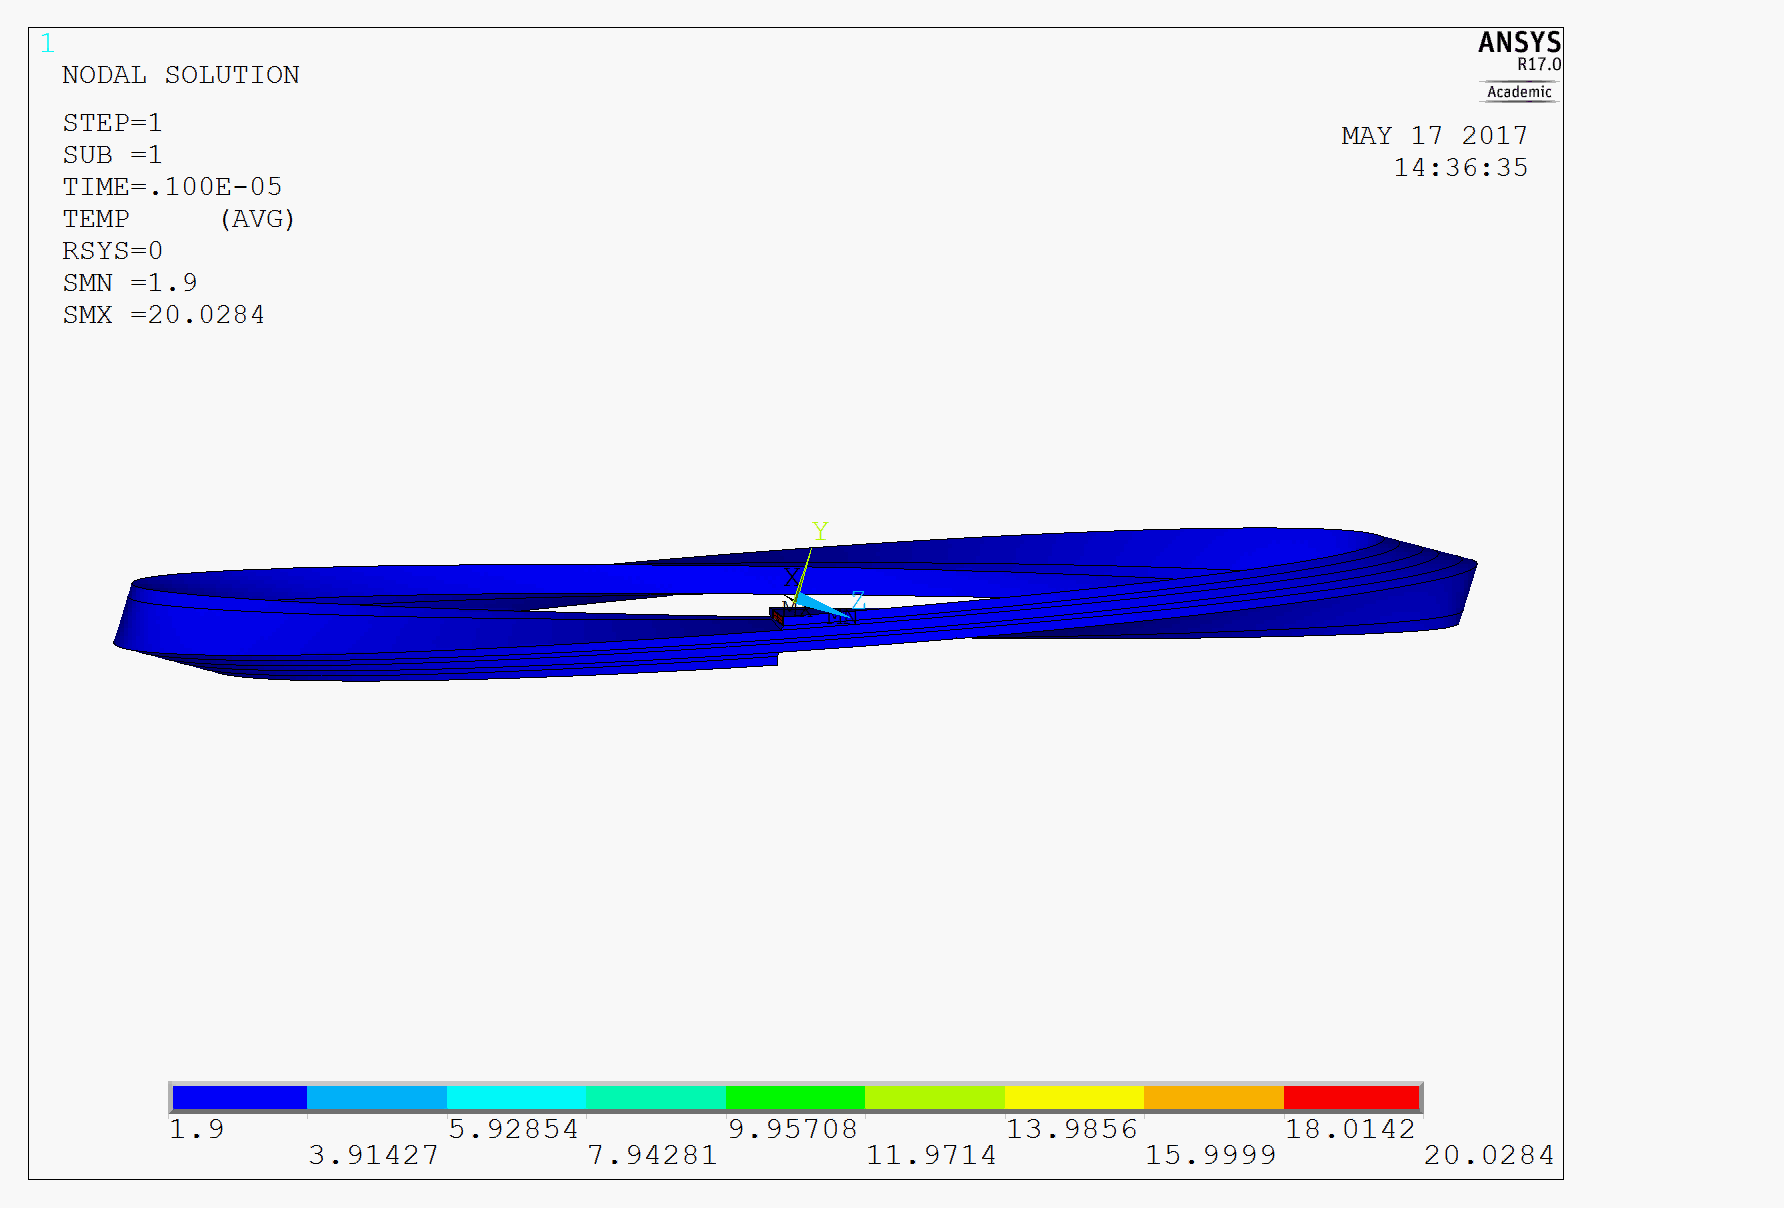 1
ANSYS
R17.0
Academic
NODAL SOLUTION
STEP=1
SUB =1
TIME=.100E-05
TEMP (AVG)
RSYS=0
SMN =1.9
SMX =20.0284
MAY 17 2017
14:36:35
Y
X
Z
1.9
3.91427
5.92854
7.94281
9.95708
11.9714
13.9856
15.9999
18.0142
20.0284